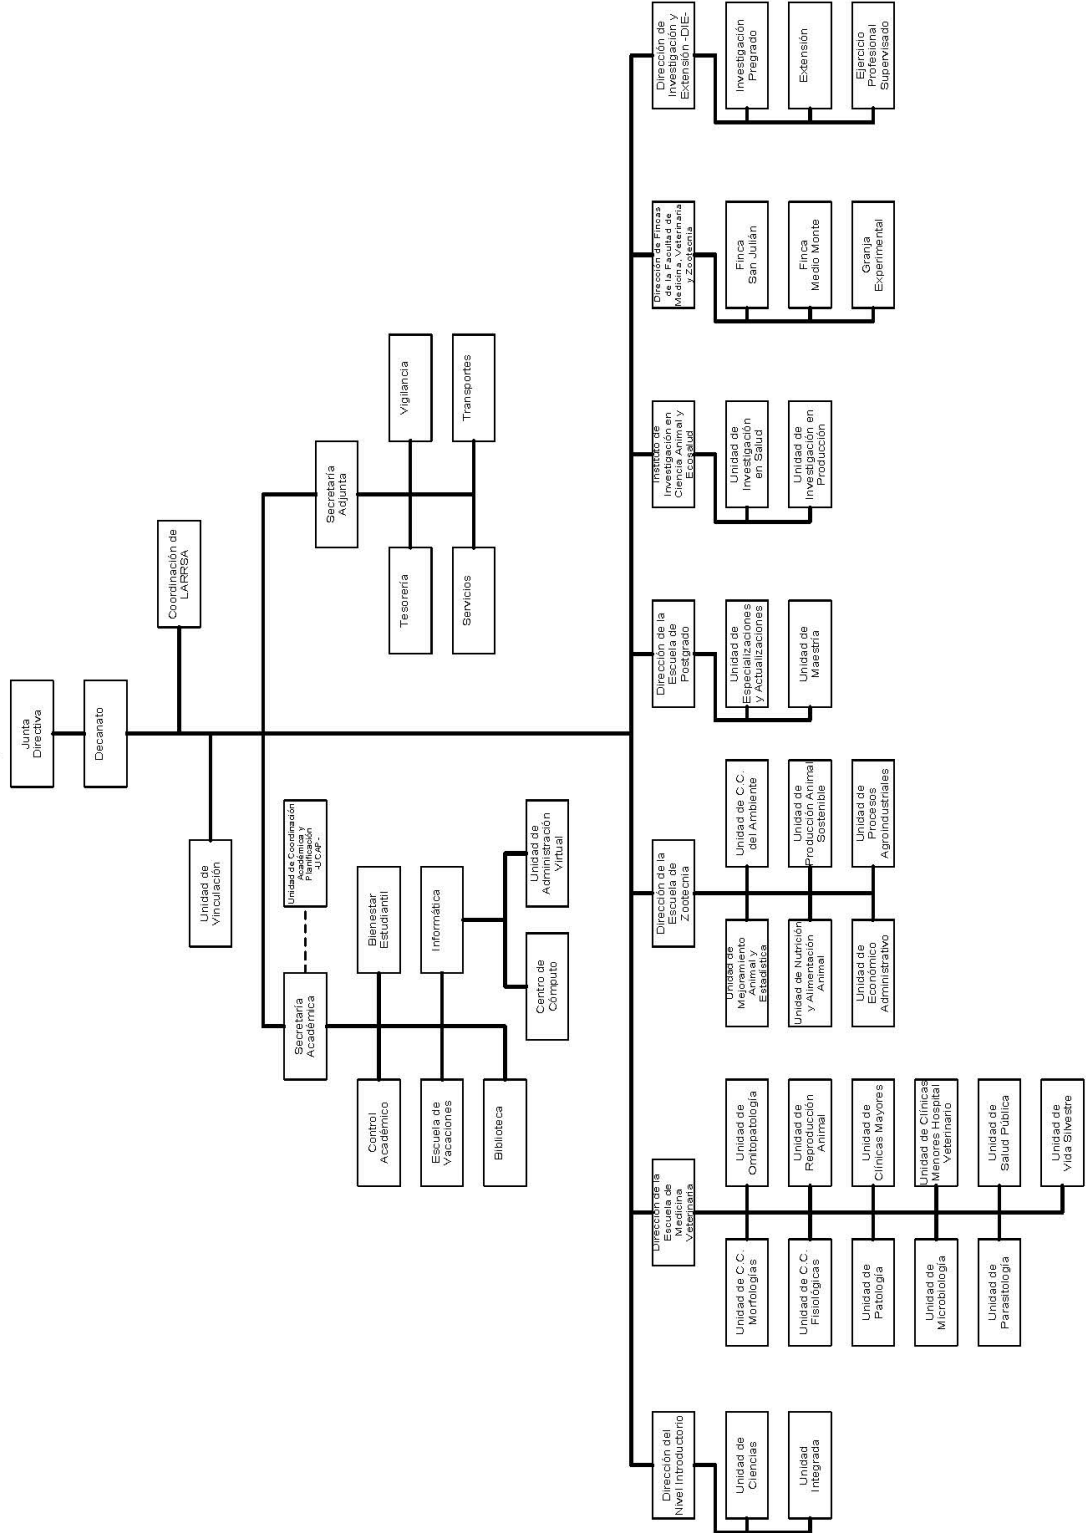 Junta
Directiva
Decanato
Coordinación de
LARRSA
Unidad de
Vinculación
Secretaría
Académica
Unidad de Coordinación
Académica y
Planificación
-UCAP-
Secretaría
Adjunta
Control
Académico
Bienestar
Estudiantil
Escuela de
Vacaciones
Informática
Biblioteca
Centro de
Cómputo
Unidad de
Administración
Virtual
Tesorería
Vigilancia
Servicios
Transportes
Dirección del
Nivel Introductorio
Unidad de
Ciencias
Unidad
Integrada
Dirección de la
Escuela de
Medicina
Veterinaria
Unidad de C.C.
Morfologías
Unidad de
Ornitopatología
Unidad de C.C.
Fisiológicas
Unidad de
Reproducción
Animal
Unidad de
Patología
Unidad de
Clínicas Mayores
Unidad de
Microbiología
Unidad de Clínicas
Menores Hospital
Veterinario
Unidad de
Parasitología
Unidad de
Salud Pública
Unidad de
Vida Silvestre
Dirección de la
Escuela de
Zootecnia
Unidad de
Mejoramiento
Animal y
Estadística
Unidad de C.C.
del Ambiente
Unidad de Nutrición
y Alimentación
Animal
Unidad de
Producción Animal
Sostenible
Unidad de
Económico
Administrativo
Unidad de
Procesos
Agroindustriales
Dirección de la
Escuela de
Postgrado
Unidad de
Especializaciones
y Actualizaciones
Unidad de
Maestría
Instituto de
Investigación en
Ciencia Animal y
Ecosalud
Unidad de
Investigación
en Salud
Unidad de
Investigación en
Producción
Dirección de Fincas
de la Facultad de
Medicina, Veterinaria
y Zootecnia
Finca
San Julián
Finca
Medio Monte
Granja
Experimental
Dirección de
Investigación y
Extensión -DIE-
Investigación
Pregrado
Extensión
Ejercicio
Profesional
Supervisado